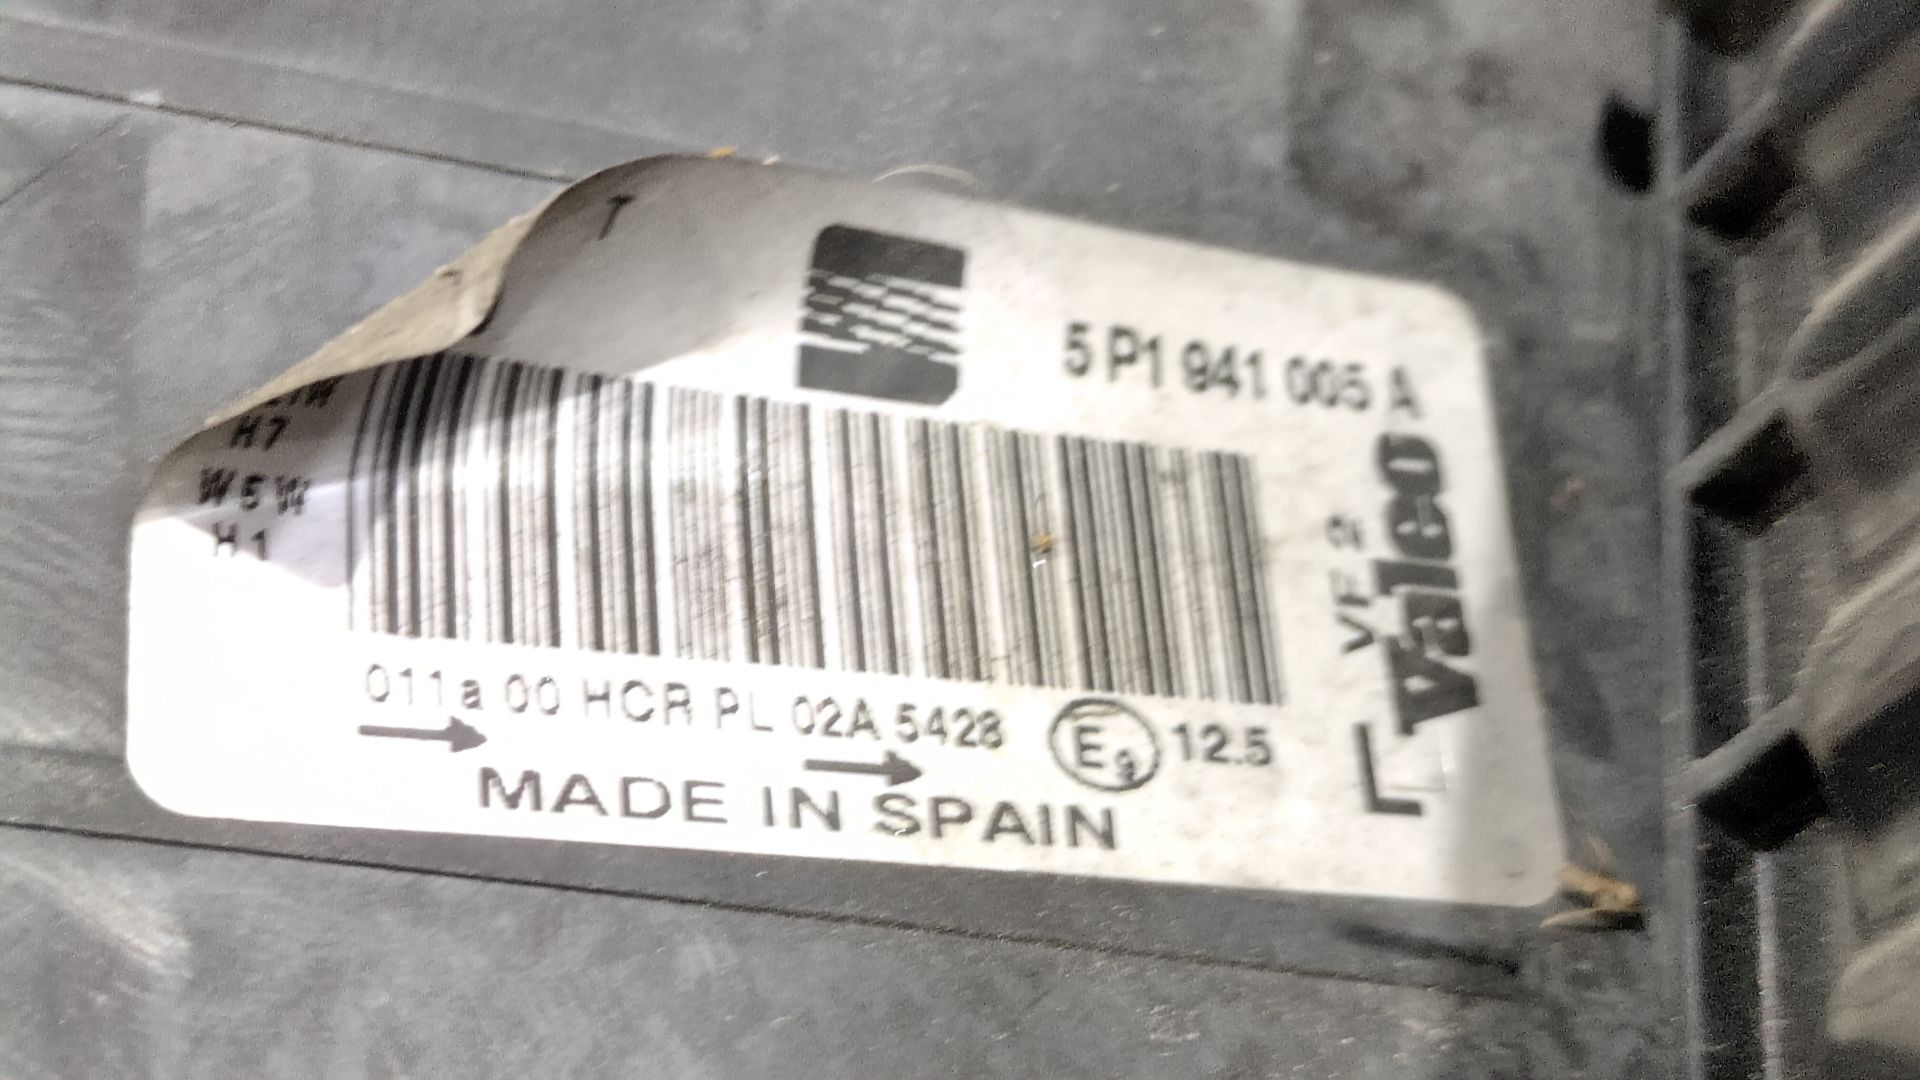 T
5P1 941 005 A
H7
W5W
H1
VF 2
Valeo
L
011a 00 HCR PL 02A 5428 E9 12.5
MADE IN SPAIN